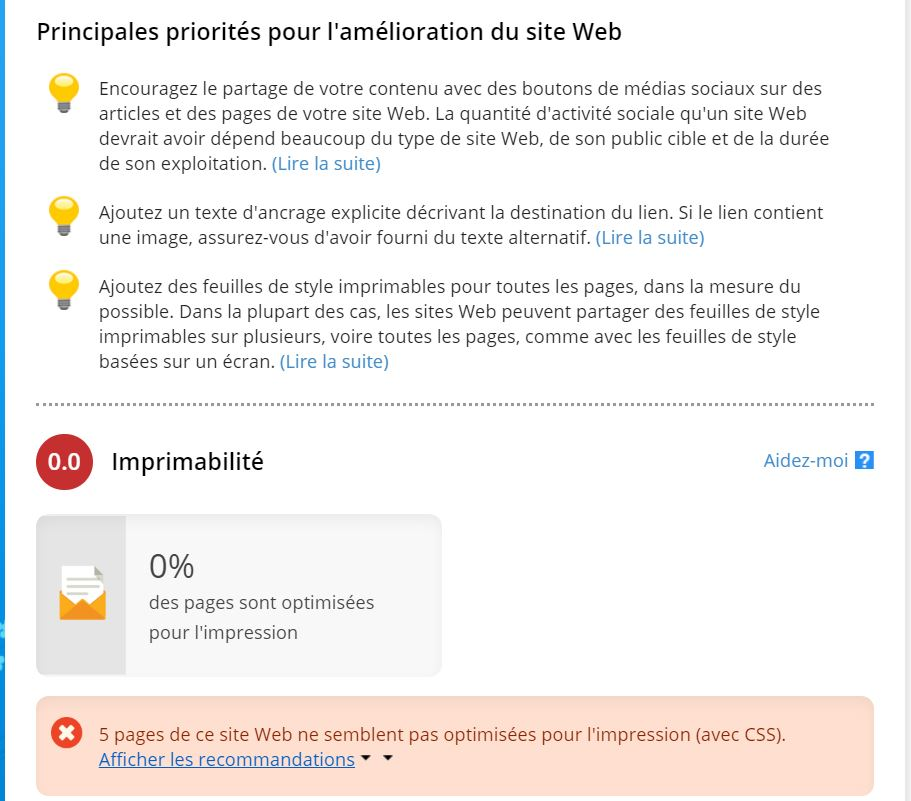 Principales priorités pour l'amélioration du site Web
Encouragez le partage de votre contenu avec des boutons de médias sociaux sur des
articles et des pages de votre site Web. La quantité d'activité sociale qu'un site Web
devrait avoir dépend beaucoup du type de site Web, de son public cible et de la durée
de son exploitation. (Lire la suite)
Ajoutez un texte d'ancrage explicite décrivant la destination du lien. Si le lien contient
une image, assurez-vous d'avoir fourni du texte alternatif. (Lire la suite)
Ajoutez des feuilles de style imprimables pour toutes les pages, dans la mesure du
possible. Dans la plupart des cas, les sites Web peuvent partager des feuilles de style
imprimables sur plusieurs, voire toutes les pages, comme avec les feuilles de style
basées sur un écran. (Lire la suite)
0.0 Imprimabilité Aidez-moi ?
0%
des pages sont optimisées
pour l'impression
5 pages de ce site Web ne semblent pas optimisées pour l'impression (avec CSS).
Afficher les recommandations